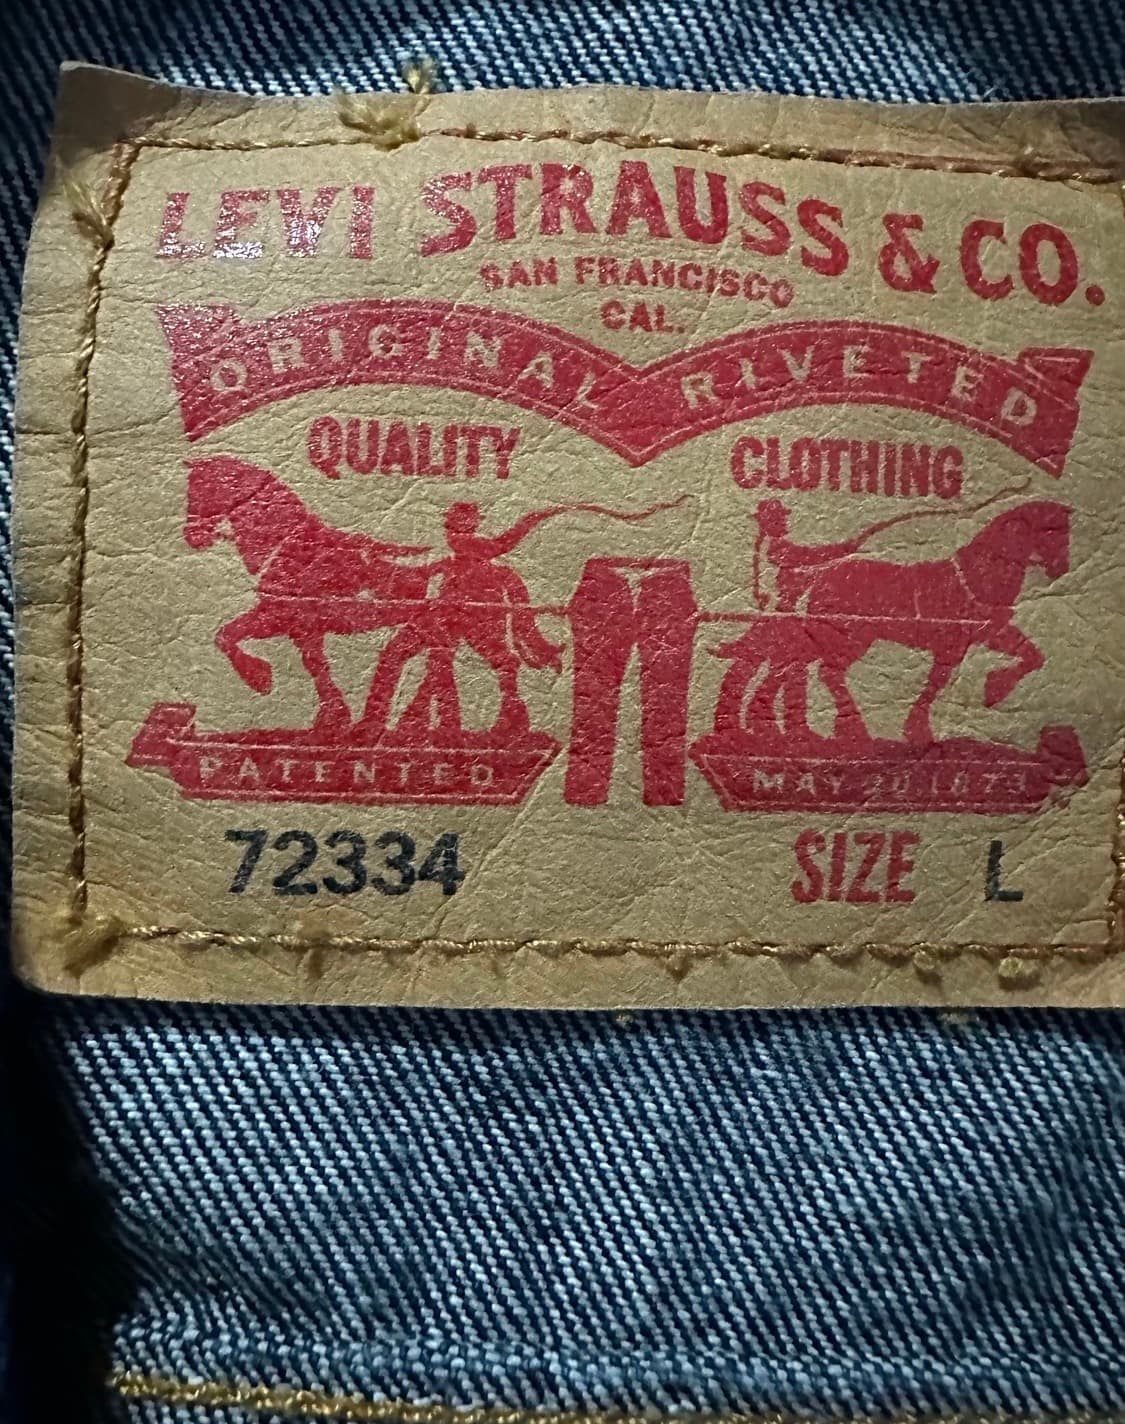 LEVI STRAUSS & CO.
SAN FRANCISCO
CAL.
ORIGINAL RIVETED
QUALITY CLOTHING
PATENTED MAY 20 1873
72334 SIZE L